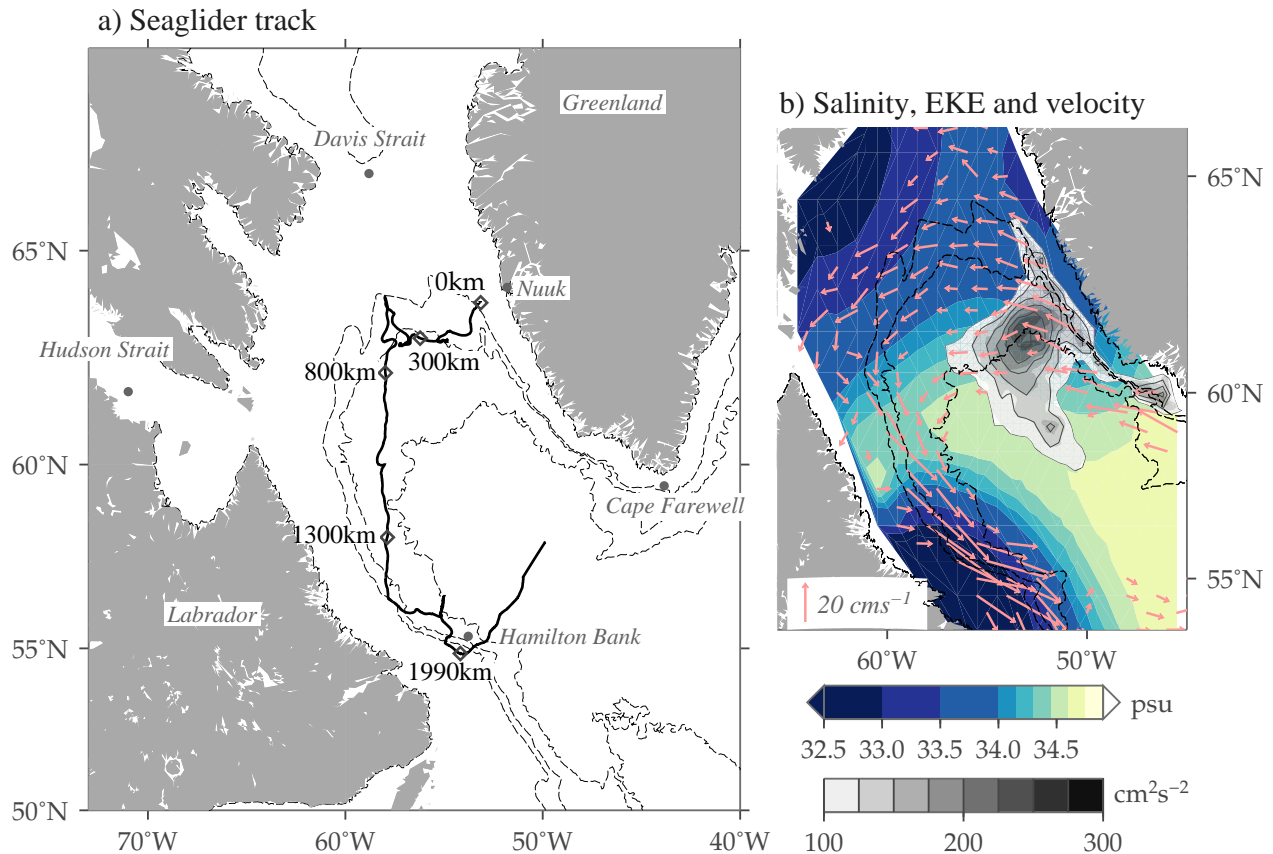 a) Seaglider track
Greenland
Davis Strait
65°N
0km
Nuuk
Hudson Strait
300km
800km
60°N
Cape Farewell
1300km
Labrador
Hamilton Bank
55°N
1990km
50°N
70°W
60°W
50°W
40°W
b) Salinity, EKE and velocity
65°N
60°N
55°N
20 cms⁻¹
60°W
50°W
psu
32.5
33.0
33.5
34.0
34.5
cm²s⁻²
100
200
300